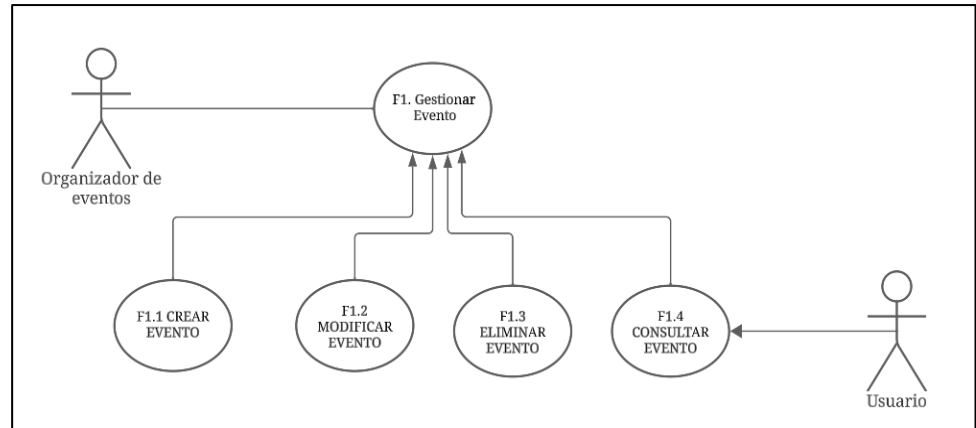 F1. Gestionar
Evento
Organizador de
eventos
F1.1 CREAR
EVENTO
F1.2
MODIFICAR
EVENTO
F1.3
ELIMINAR
EVENTO
F1.4
CONSULTAR
EVENTO
Usuario